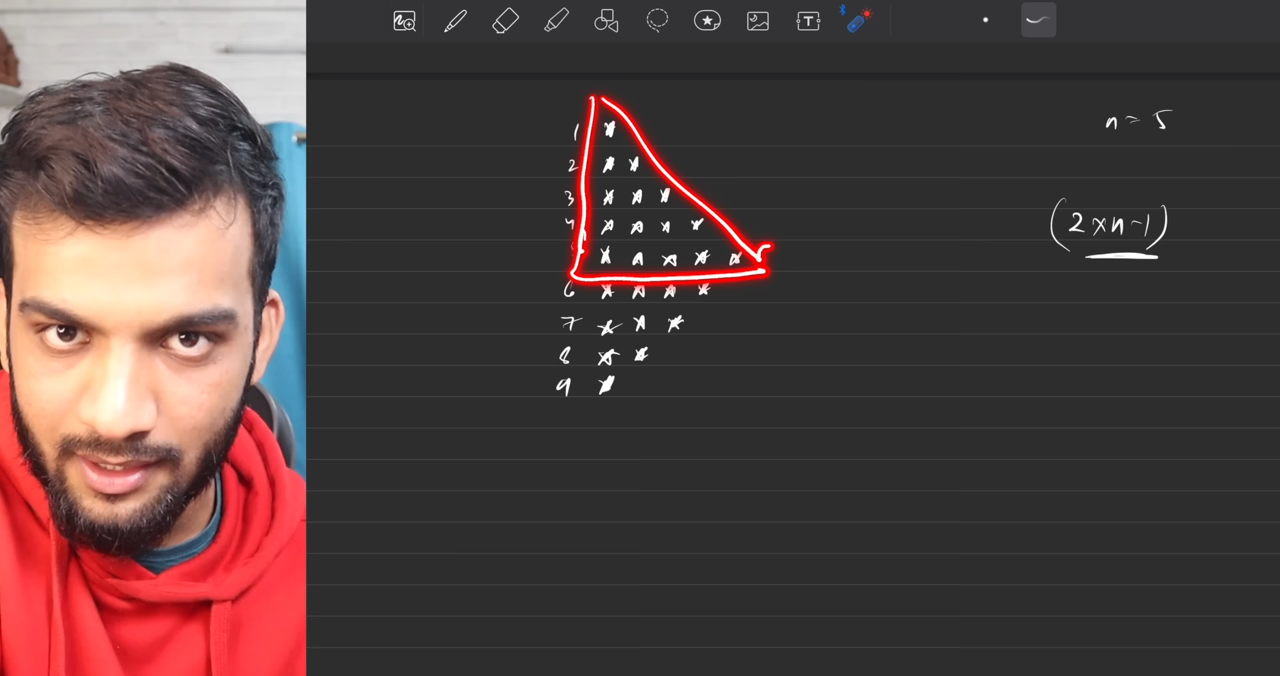 n = 5
1 * 
2 * *
3 * * *
4 * * * *
5 * * * * *
6 * * * *
7 * * *
8 * *
9 *
(2 × n - 1)
T